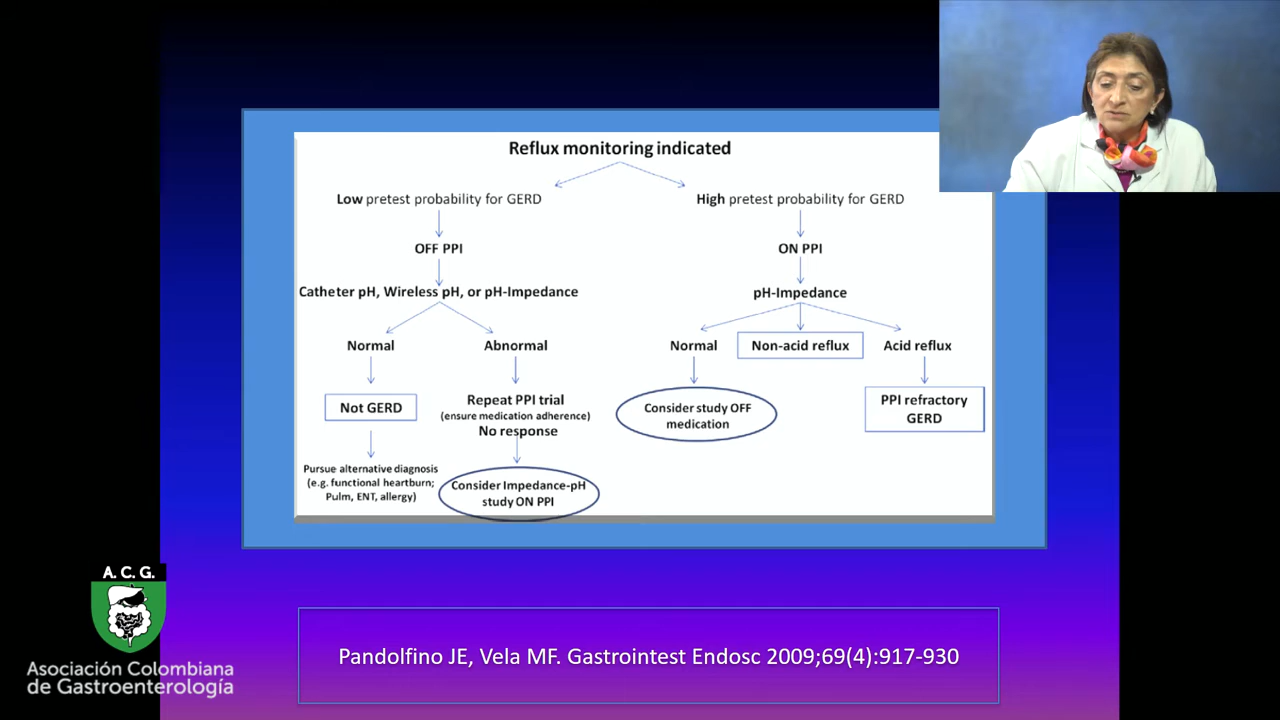 Reflux monitoring indicated
Low pretest probability for GERD
High pretest probability for GERD
OFF PPI
ON PPI
Catheter pH, Wireless pH, or pH-Impedance
pH-Impedance
Normal
Abnormal
Normal
Non-acid reflux
Acid reflux
Not GERD
Repeat PPI trial
(ensure medication adherence)
No response
Consider study OFF
medication
PPI refractory
GERD
Pursue alternative diagnosis
(e.g. functional heartburn;
Pulm, ENT, allergy)
Consider Impedance-pH
study ON PPI
A. C. G.
Asociación Colombiana
de Gastroenterología
Pandolfino JE, Vela MF. Gastrointest Endosc 2009;69(4):917-930